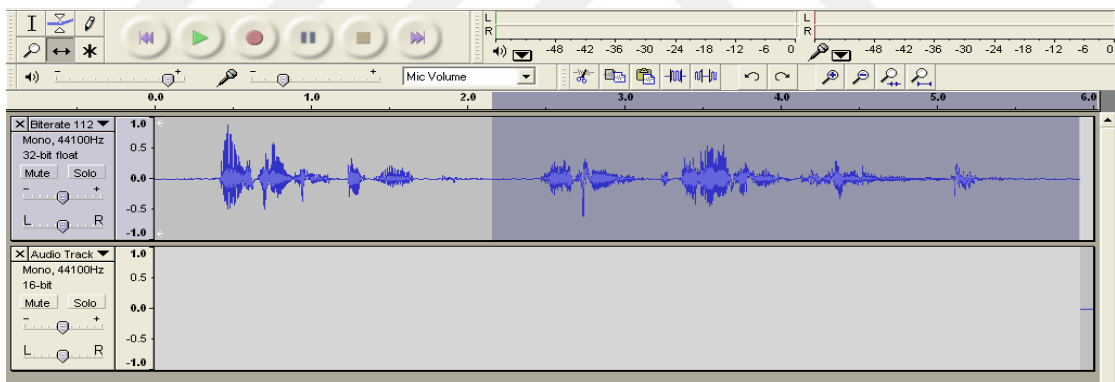 L
R
-48 -42 -36 -30 -24 -18 -12 -6 0
L
R
-48 -42 -36 -30 -24 -18 -12 -6 0
- + - + Mic Volume
0.0 1.0 2.0 3.0 4.0 5.0 6.0
X Biterate 112
Mono, 44100Hz
32-bit float
Mute Solo
- +
L R
1.0
0.5
0.0
-0.5
-1.0
X Audio Track
Mono, 44100Hz
16-bit
Mute Solo
- +
L R
1.0
0.5
0.0
-0.5
-1.0